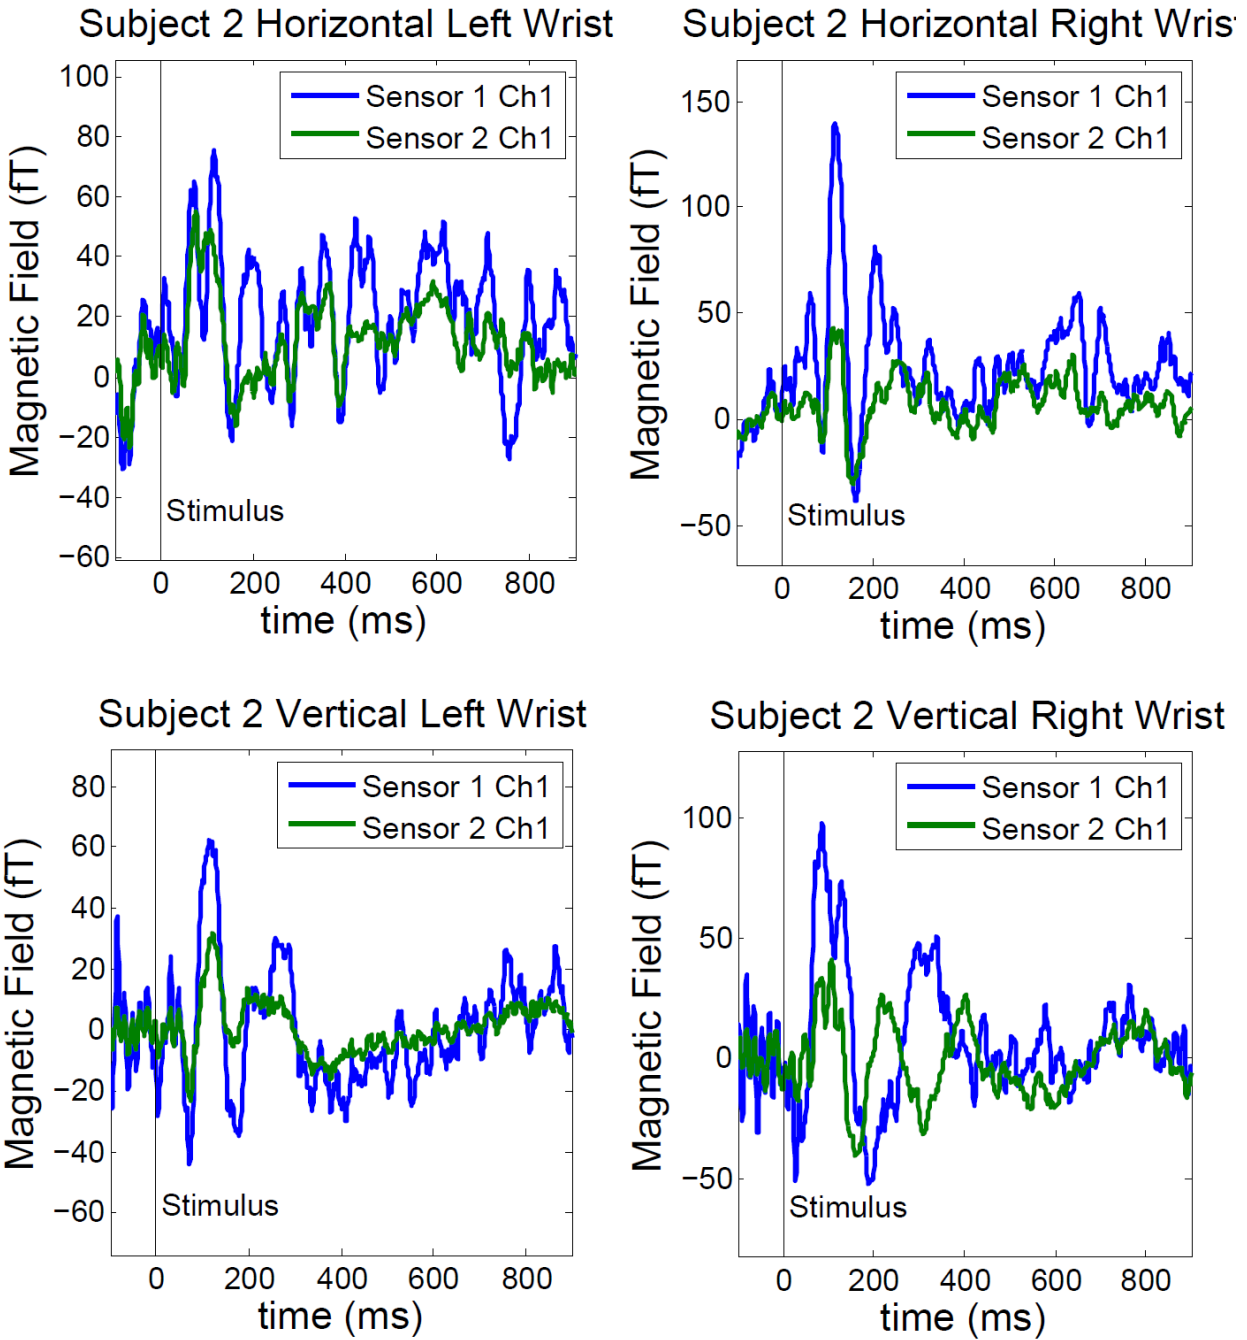 Subject 2 Horizontal Left Wrist
Magnetic Field (fT)
100
80
60
40
20
0
−20
−40
−60
Sensor 1 Ch1
Sensor 2 Ch1
Stimulus
0 200 400 600 800
time (ms)
Subject 2 Horizontal Right Wrist
Magnetic Field (fT)
150
100
50
0
−50
Sensor 1 Ch1
Sensor 2 Ch1
Stimulus
0 200 400 600 800
time (ms)
Subject 2 Vertical Left Wrist
Magnetic Field (fT)
80
60
40
20
0
−20
−40
−60
Sensor 1 Ch1
Sensor 2 Ch1
Stimulus
0 200 400 600 800
time (ms)
Subject 2 Vertical Right Wrist
Magnetic Field (fT)
100
50
0
−50
Sensor 1 Ch1
Sensor 2 Ch1
Stimulus
0 200 400 600 800
time (ms)